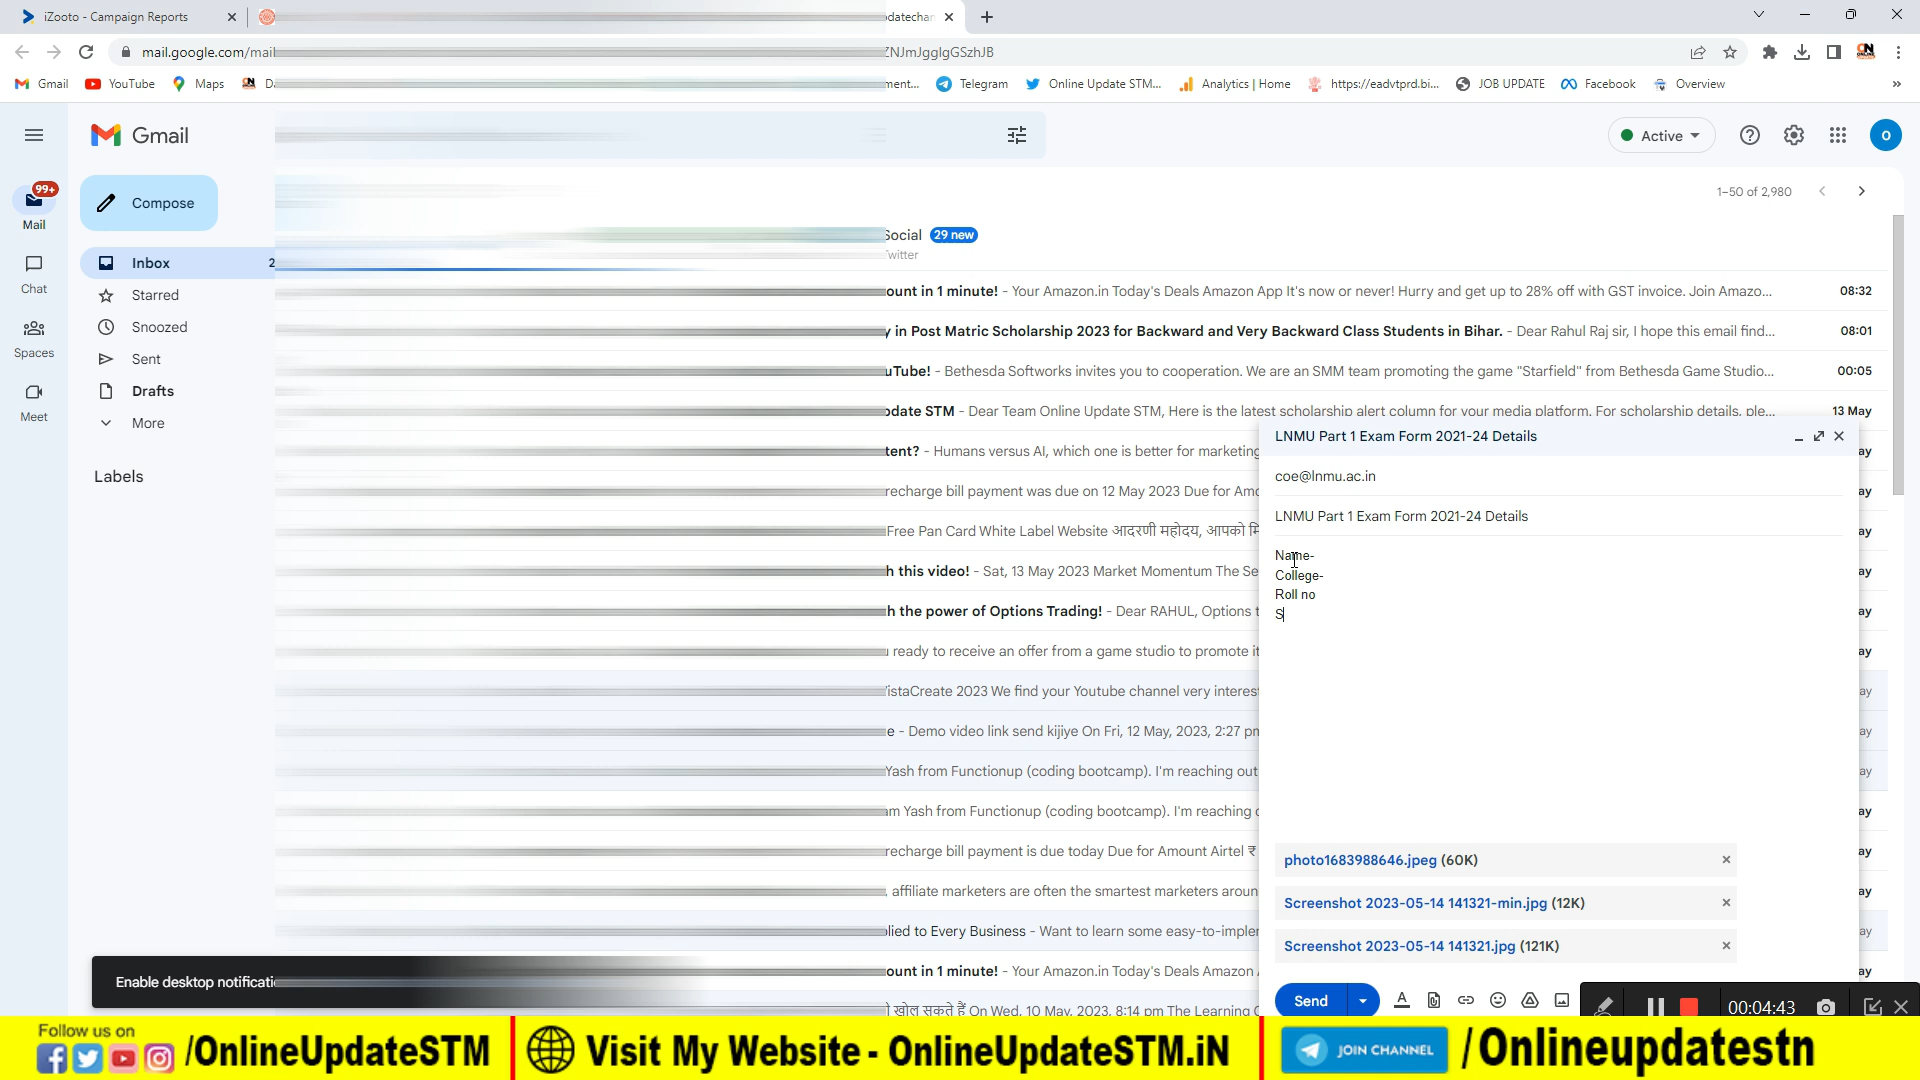 iZooto - Campaign Reports
mail.google.com/mail
ZNJmJgglgGSzhJB
Gmail
YouTube
Maps
Telegram
Online Update STM...
Analytics | Home
https://eadvtprd.bi...
JOB UPDATE
Facebook
Overview
Gmail
Active
O
99+
Mail
Compose
1–50 of 2,980
Social 29 new
Chat
Inbox
Starred
ount in 1 minute! - Your Amazon.in Today's Deals Amazon App It's now or never! Hurry and get up to 28% off with GST invoice. Join Amazo... 08:32
Spaces
Snoozed
y in Post Matric Scholarship 2023 for Backward and Very Backward Class Students in Bihar. - Dear Rahul Raj sir, I hope this email find... 08:01
Sent
uTube! - Bethesda Softworks invites you to cooperation. We are an SMM team promoting the game "Starfield" from Bethesda Game Studio... 00:05
Meet
Drafts
pdate STM - Dear Team Online Update STM, Here is the latest scholarship alert column for your media platform. For scholarship details, ple... 13 May
More
Labels
tent? - Humans versus AI, which one is better for marketing
recharge bill payment was due on 12 May 2023 Due for Amo
Free Pan Card White Label Website आदरणी महोदय, आपको
h this video! - Sat, 13 May 2023 Market Momentum The Se
h the power of Options Trading! - Dear RAHUL, Options t
ready to receive an offer from a game studio to promote it
istaCreate 2023 We find your Youtube channel very interes
e - Demo video link send kijiye On Fri, 12 May, 2023, 2:27 pm
Yash from Functionup (coding bootcamp). I'm reaching out
am Yash from Functionup (coding bootcamp). I'm reaching
recharge bill payment is due today Due for Amount Airtel ₹
affiliate marketers are often the smartest marketers aroun
plied to Every Business - Want to learn some easy-to-imple
ount in 1 minute! - Your Amazon.in Today's Deals Amazon
खोल सकते हैं On Wed, 10 May, 2023, 8:14 pm The Learning
LNMU Part 1 Exam Form 2021-24 Details
coe@lnmu.ac.in
LNMU Part 1 Exam Form 2021-24 Details
Name-
College-
Roll no
S
photo1683988646.jpeg (60K)
Screenshot 2023-05-14 141321-min.jpg (12K)
Screenshot 2023-05-14 141321.jpg (121K)
Send
00:04:43
Enable desktop notificati
Follow us on
/OnlineUpdateSTM
Visit My Website - OnlineUpdateSTM.iN
JOIN CHANNEL
/Onlineupdatestn